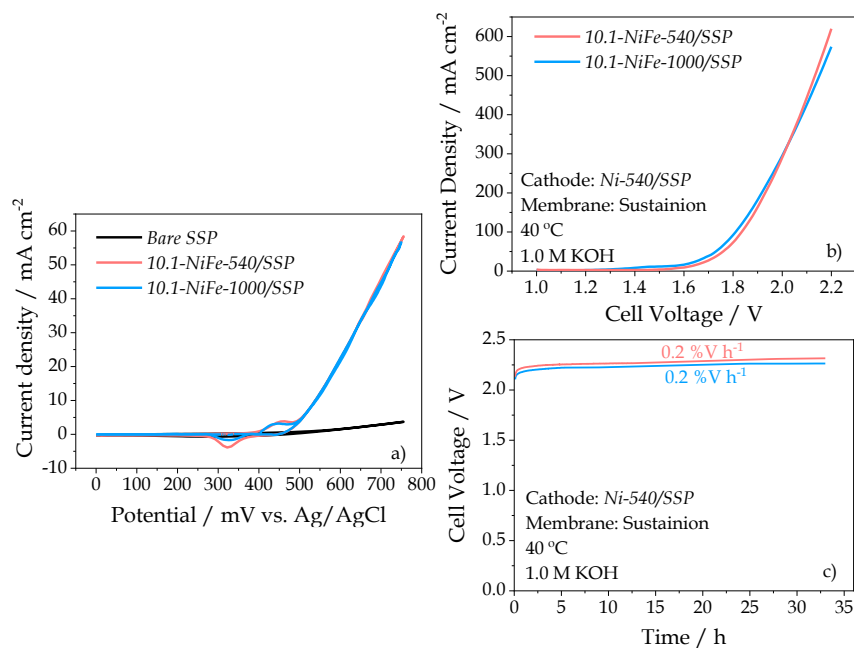 60
50
40
30
20
10
0
-10
Current density / mA cm⁻²
Bare SSP
10.1-NiFe-540/SSP
10.1-NiFe-1000/SSP
a)
0 100 200 300 400 500 600 700 800
Potential / mV vs. Ag/AgCl
600
500
400
300
200
100
0
Current Density / mA cm⁻²
10.1-NiFe-540/SSP
10.1-NiFe-1000/SSP
Cathode: Ni-540/SSP
Membrane: Sustainion
40 ºC
1.0 M KOH
b)
1.0 1.2 1.4 1.6 1.8 2.0 2.2
Cell Voltage / V
2.5
2.0
1.5
1.0
0.5
0.0
Cell Voltage / V
0.2 %V h⁻¹
0.2 %V h⁻¹
Cathode: Ni-540/SSP
Membrane: Sustainion
40 ºC
1.0 M KOH
c)
0 5 10 15 20 25 30 35
Time / h